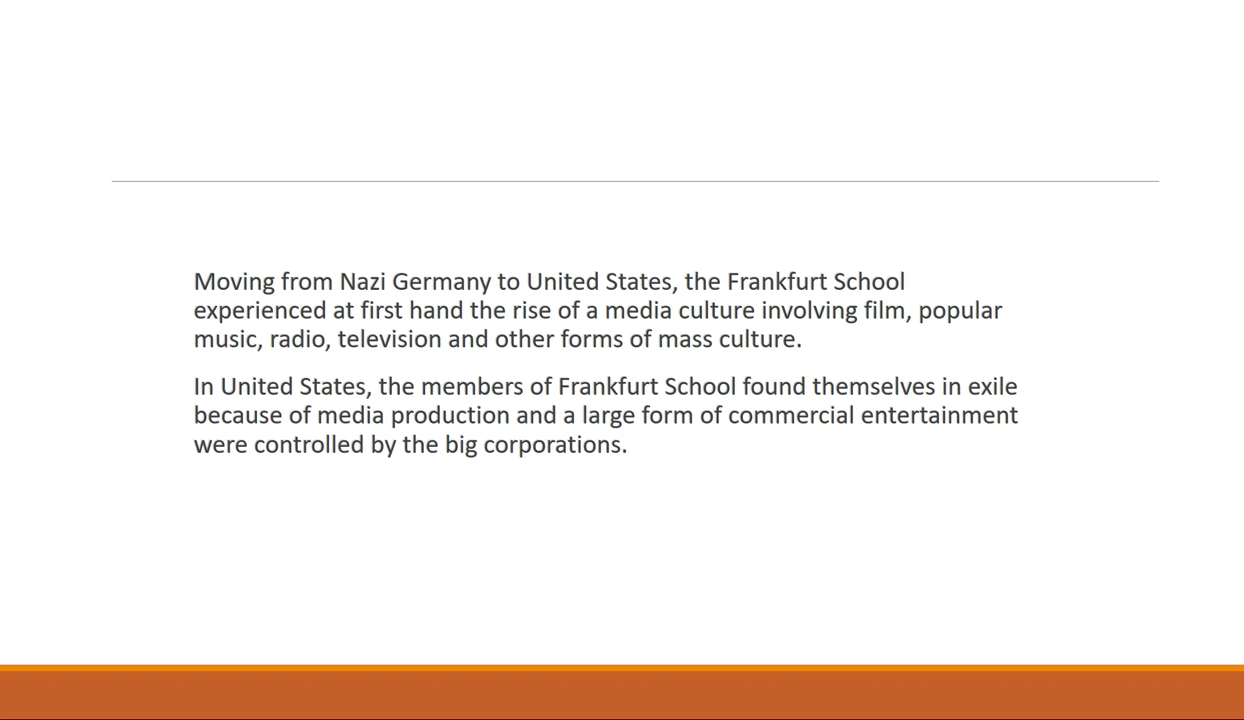 Moving from Nazi Germany to United States, the Frankfurt School
experienced at first hand the rise of a media culture involving film, popular
music, radio, television and other forms of mass culture.
In United States, the members of Frankfurt School found themselves in exile
because of media production and a large form of commercial entertainment
were controlled by the big corporations.